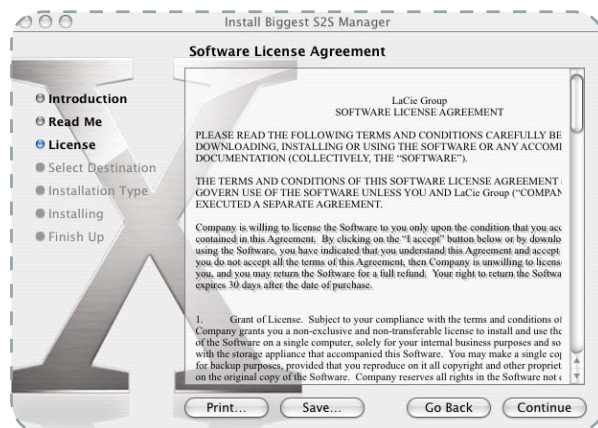 Install Biggest S2S Manager
Software License Agreement
Introduction
Read Me
License
Select Destination
Installation Type
Installing
Finish Up
LaCie Group
SOFTWARE LICENSE AGREEMENT
PLEASE READ THE FOLLOWING TERMS AND CONDITIONS CAREFULLY BE
DOWNLOADING, INSTALLING OR USING THE SOFTWARE OR ANY ACCOM
DOCUMENTATION (COLLECTIVELY, THE “SOFTWARE”).
THE TERMS AND CONDITIONS OF THIS SOFTWARE LICENSE AGREEMENT
GOVERN USE OF THE SOFTWARE UNLESS YOU AND LaCie Group (“COMPAN
EXECUTED A SEPARATE AGREEMENT.
Company is willing to license the Software to you only upon the condition that you acc
contained in this Agreement. By clicking on the “I accept” button below or by downlo
using the Software, you have indicated that you understand this Agreement and accept
you do not accept all the terms of this Agreement, then Company is unwilling to licens
you, and you may return the Software for a full refund. Your right to return the Softwa
expires 30 days after the date of purchase.
1. Grant of License. Subject to your compliance with the terms and conditions of
Company grants you a non-exclusive and non-transferable license to install and use the
of the Software on a single computer, solely for your internal business purposes and so
with the storage appliance that accompanied this Software. You may make a single cop
for backup purposes, provided that you reproduce on it all copyright and other propriet
on the original copy of the Software. Company reserves all rights in the Software not
Print...
Save...
Go Back
Continue